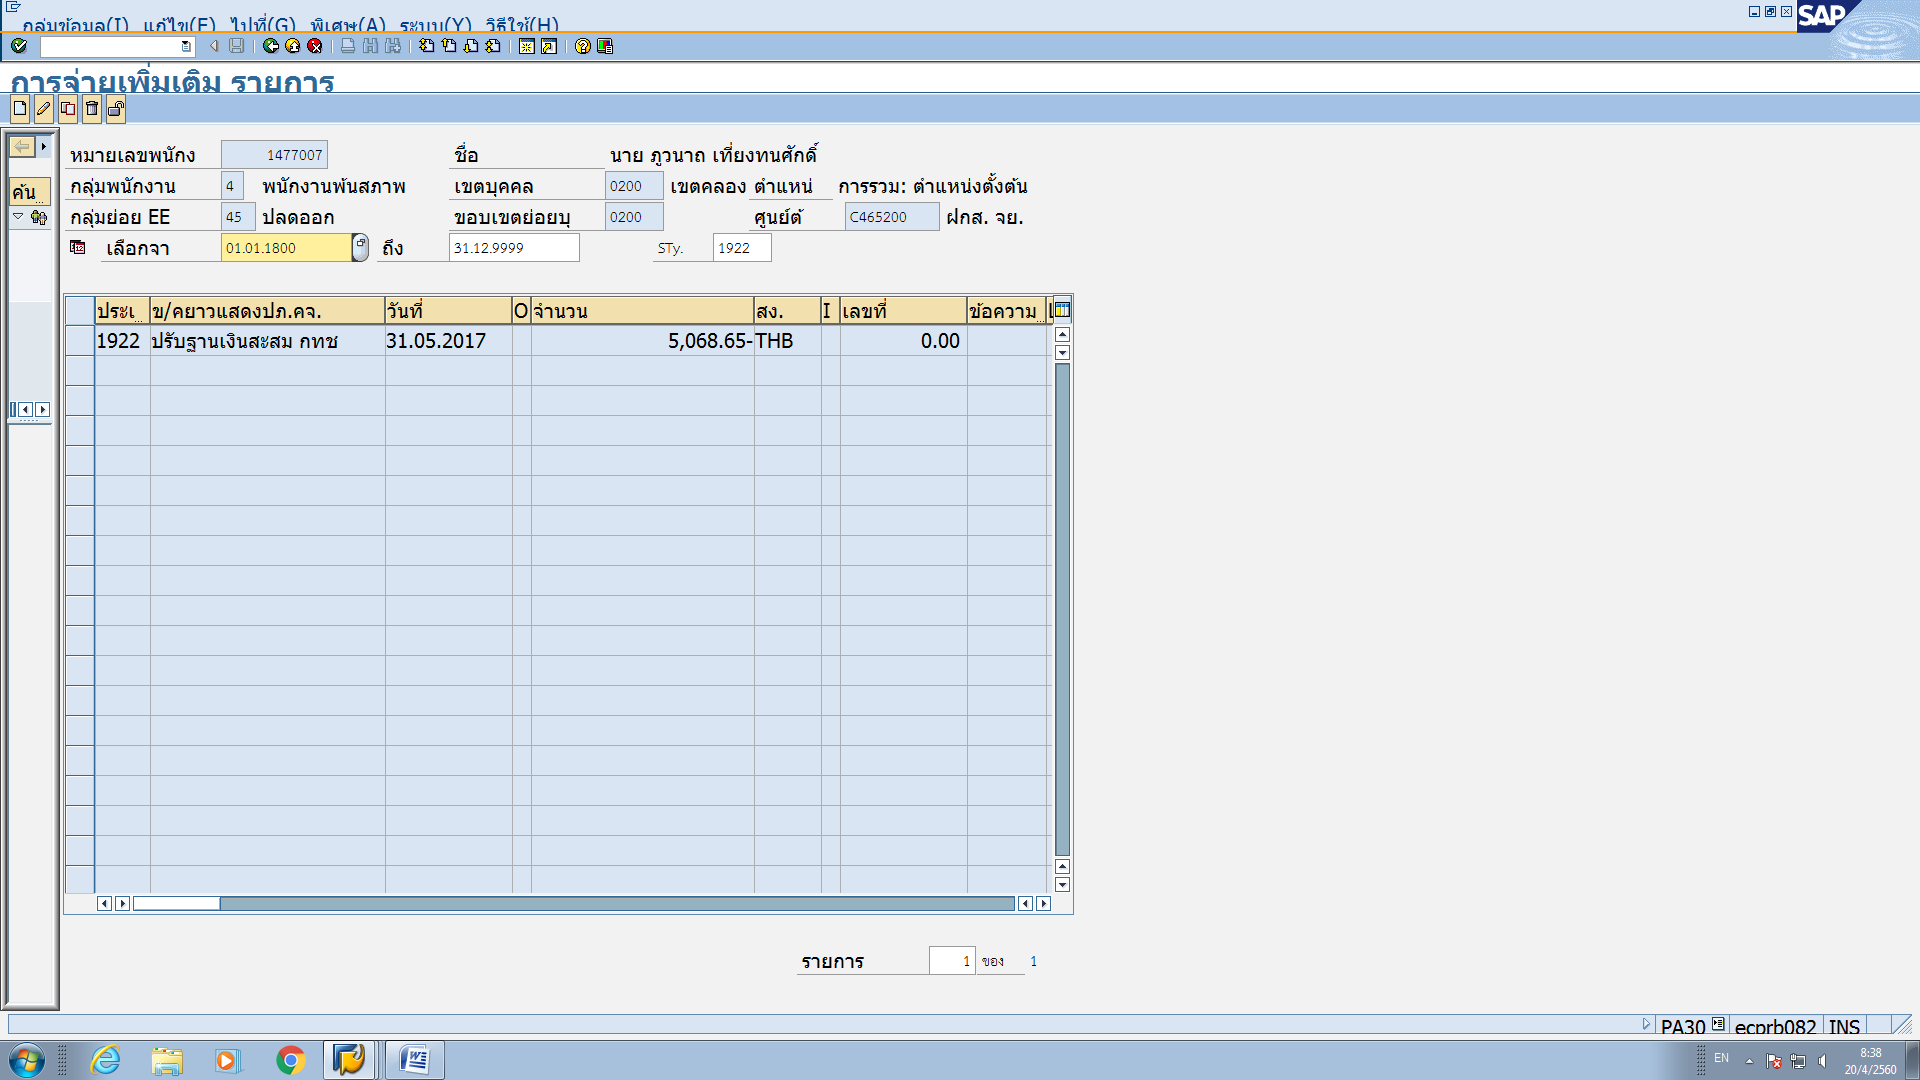 กลุ่มข้อมูล(I) แก้ไข(E) ไปที่(G) พิเศษ(A) ระบบ(Y) วิธีใช้(H)
SAP
การจ่ายเพิ่มเติม รายการ
หมายเลขพนักง 1477007 ชื่อ นาย ภูวนาถ เที่ยงทนศักดิ์
กลุ่มพนักงาน 4 พนักงานพ้นสภาพ เขตบุคคล 0200 เขตคลอง ตำแหน่ การรวม: ตำแหน่งตั้งต้น
กลุ่มย่อย EE 45 ปลดออก ขอบเขตย่อยบุ 0200 ศูนย์ต้ C465200 ฝกส. จย.
เลือกจา 01.01.1800 ถึง 31.12.9999 STy. 1922
ค้น
ประเ ข/คยาวแสดงปภ.คจ. วันที่ O จำนวน สง. I เลขที่ ข้อความ
1922 ปรับฐานเงินสะสม กทช 31.05.2017 5,068.65- THB 0.00
รายการ 1 ของ 1
PA30 ecprb082 INS
EN 8:38
20/4/2560